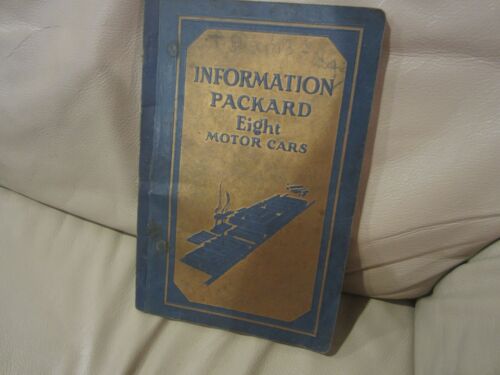 INFORMATION
PACKARD
Eight
MOTOR CARS